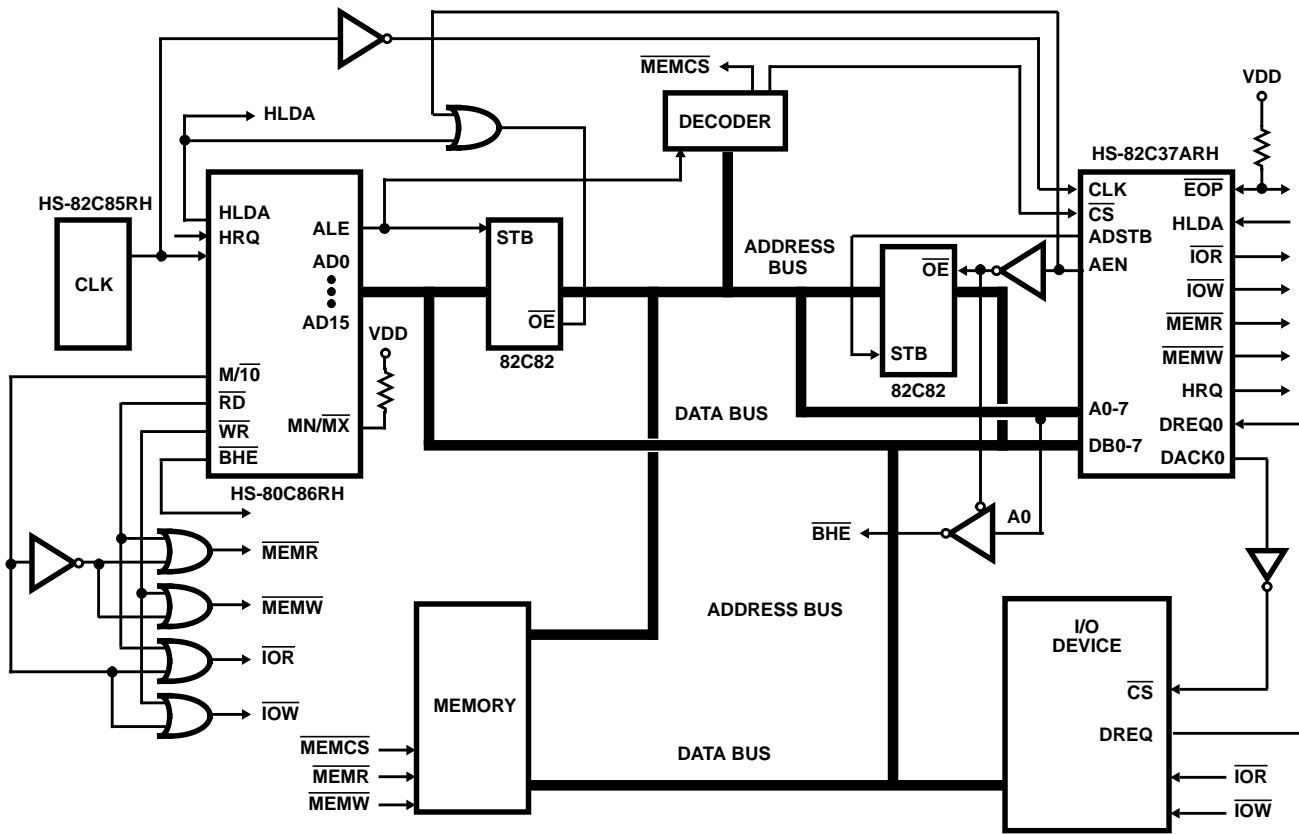 MEMCS
VDD
HLDA
DECODER
HS-82C37ARH
HS-82C85RH
CLK
HLDA
HRQ
ALE
AD0
AD15
MN/MX
M/10
RD
WR
BHE
HS-80C86RH
VDD
STB
OE
82C82
ADDRESS
BUS
OE
STB
82C82
CLK
CS
ADSTB
AEN
A0-7
DB0-7
EOP
HLDA
IOR
IOW
MEMR
MEMW
HRQ
DREQ0
DACK0
DATA BUS
BHE
A0
MEMR
MEMW
IOR
IOW
ADDRESS BUS
MEMORY
MEMCS
MEMR
MEMW
DATA BUS
I/O
DEVICE
CS
DREQ
IOR
IOW